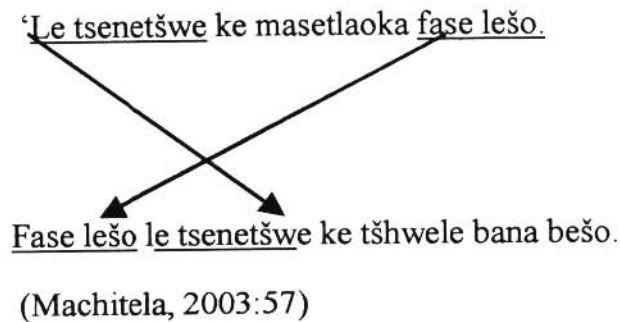 ‘Le tsenetšwe ke masetlaoka fase lešo.
Fase lešo le tsenetšwe ke tšhwele bana bešo.
(Machitela, 2003:57)